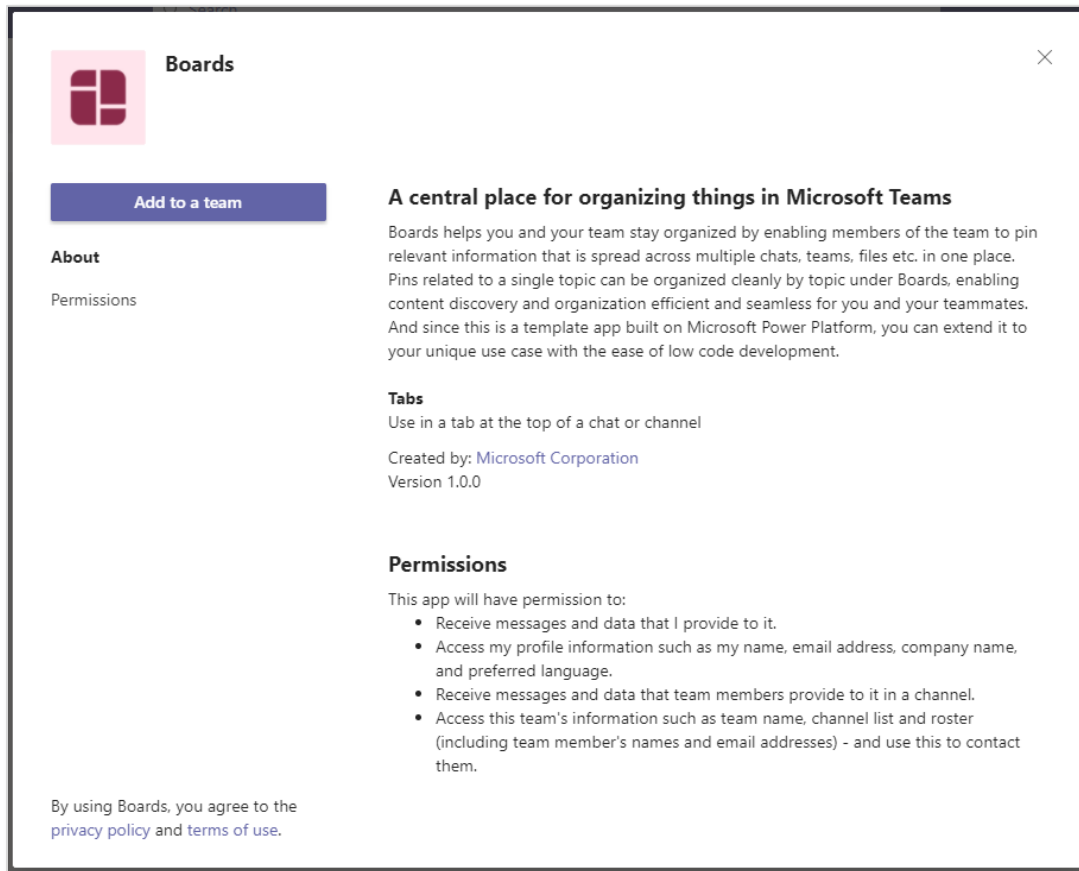 Search
Boards
Add to a team
About
Permissions
A central place for organizing things in Microsoft Teams
Boards helps you and your team stay organized by enabling members of the team to pin
relevant information that is spread across multiple chats, teams, files etc. in one place.
Pins related to a single topic can be organized cleanly by topic under Boards, enabling
content discovery and organization efficient and seamless for you and your teammates.
And since this is a template app built on Microsoft Power Platform, you can extend it to
your unique use case with the ease of low code development.
Tabs
Use in a tab at the top of a chat or channel
Created by: Microsoft Corporation
Version 1.0.0
Permissions
This app will have permission to:
• Receive messages and data that I provide to it.
• Access my profile information such as my name, email address, company name,
and preferred language.
• Receive messages and data that team members provide to it in a channel.
• Access this team's information such as team name, channel list and roster
(including team member's names and email addresses) - and use this to contact
them.
By using Boards, you agree to the
privacy policy and terms of use.